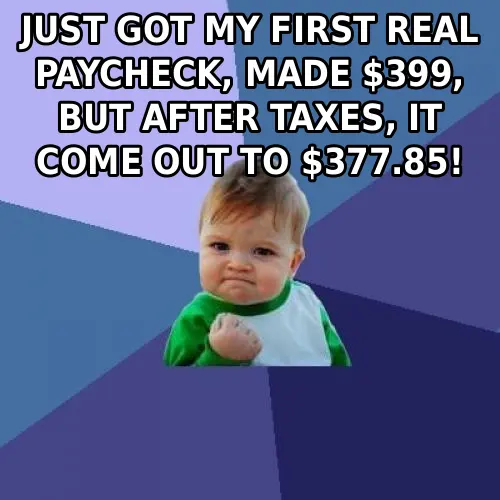 JUST GOT MY FIRST REAL
PAYCHECK, MADE $399,
BUT AFTER TAXES, IT
COME OUT TO $377.85!